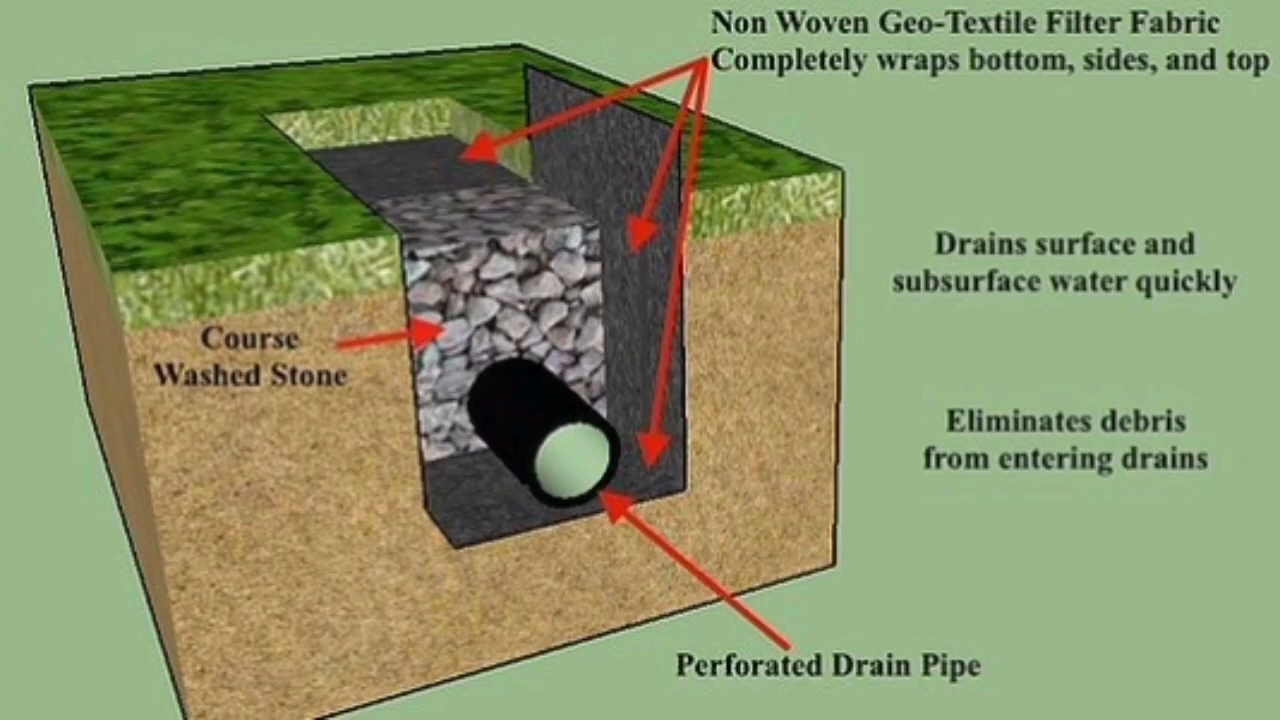 Non Woven Geo-Textile Filter Fabric
Completely wraps bottom, sides, and top
Drains surface and
subsurface water quickly
Course
Washed Stone
Eliminates debris
from entering drains
Perforated Drain Pipe